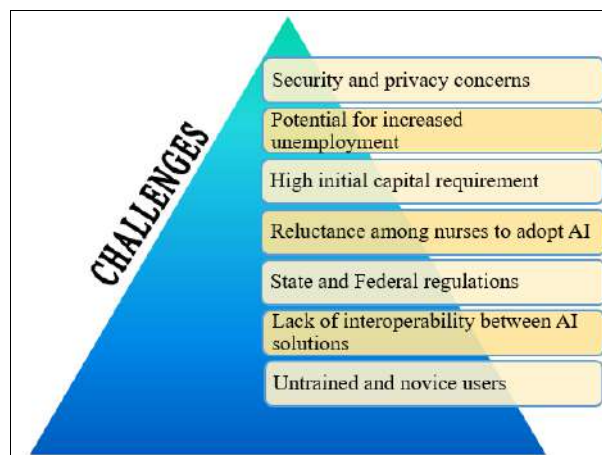 CHALLENGES
Security and privacy concerns
Potential for increased
unemployment
High initial capital requirement
Reluctance among nurses to adopt AI
State and Federal regulations
Lack of interoperability between AI
solutions
Untrained and novice users